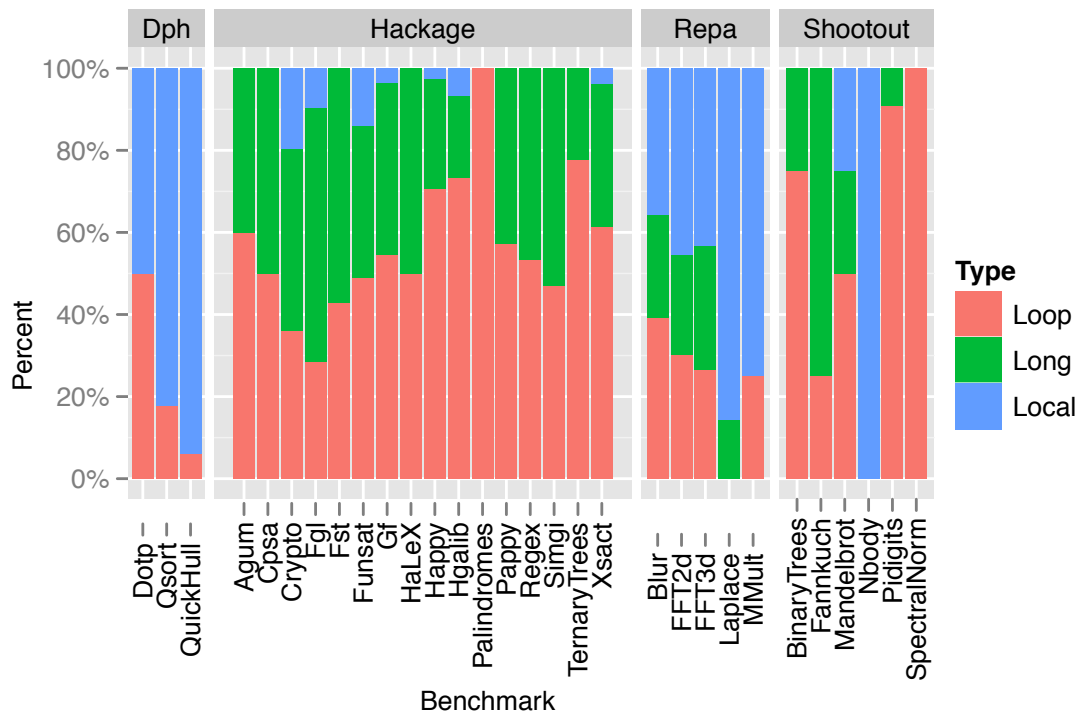 Dph Hackage Repa Shootout
100%
80%
60%
40%
20%
0%
Percent
Type
Loop
Long
Local
Dotp
Qsort
QuickHull
Agum
Cpsa
Crypto
Fgl
Fst
Funsat
Gf
HaLeX
Happy
Hgalib
Palindromes
Pappy
Regex
Simgi
TernaryTrees
Xsact
Blur
FFT2d
FFT3d
Laplace
MMult
BinaryTrees
Fannkuch
Mandelbrot
Nbody
Pidigits
SpectralNorm
Benchmark